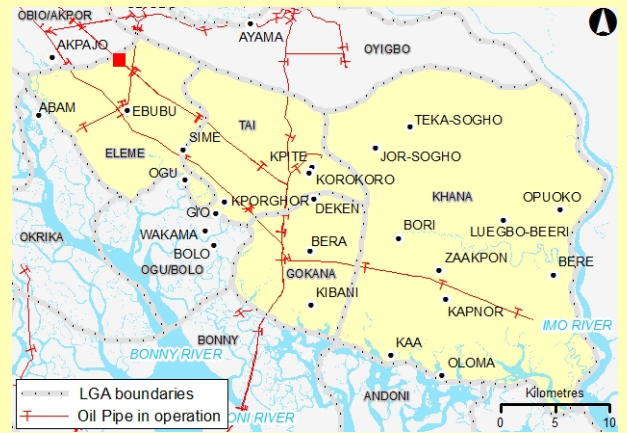 OBIO/AKPOR
AYAMA
AKPAJO
OYIGBO
ABAM
EBUBU
TAI
TEKA-SOGHO
SIME
ELEME
JOR-SOGHO
KPITE
KOROKORO
OGU
KHANA
OPUOKO
KPORGHOR
DEKEN
GIO
LUEGBO-BEERI
OKRIKA
WAKAMA
BORI
BOLO
BERA
OGU/BOLO
ZAAKPON
BERE
GOKANA
KIBANI
KAPNOR
IMO RIVER
BONNY
BONNY RIVER
KAA
OLOMA
LGA boundaries
ANDONI
Kilometres
Oil Pipe in operation
ONI RIVER
0 5 10